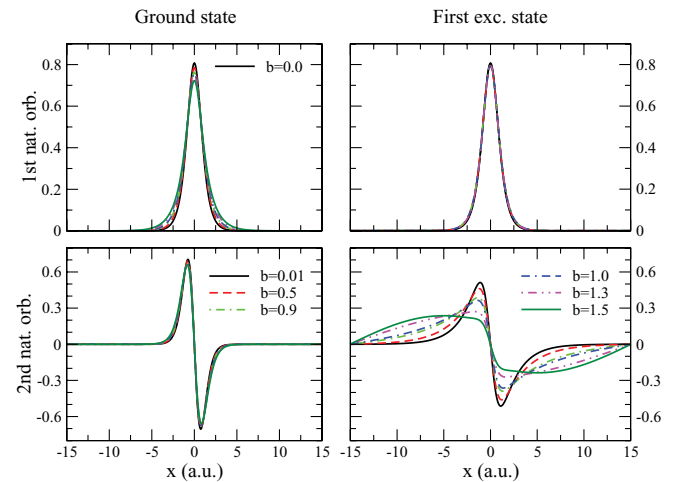 Ground state
First exc. state
1st nat. orb.
0.8
0.6
0.4
0.2
0
b=0.0
0.8
0.6
0.4
0.2
0
2nd nat. orb.
0.6
0.3
0
-0.3
-0.6
b=0.01
b=0.5
b=0.9
b=1.0
b=1.3
b=1.5
0.6
0.3
0
-0.3
-0.6
-15 -10 -5 0 5 10 15
-15 -10 -5 0 5 10 15
x (a.u.)
x (a.u.)